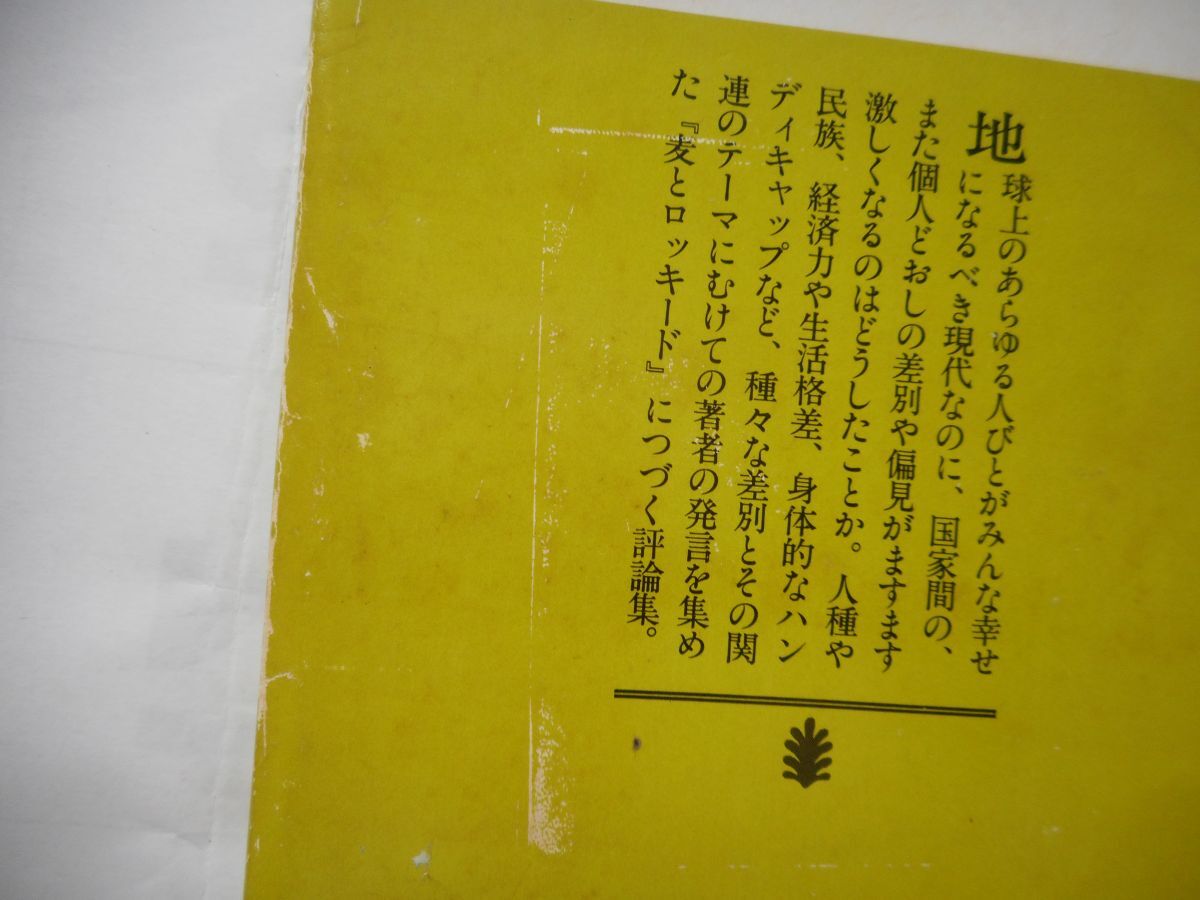 地球上のあらゆる人びとがみんな幸せ
になるべき現代なのに、国家間の、
また個人どおしの差別や偏見がますます
激しくなるのはどうしたことか。人種や
民族、経済力や生活格差、身体的なハン
ディキャップなど、種々な差別とその関
連のテーマにむけての著者の発言を集め
た『麦とロッキード』につづく評論集。